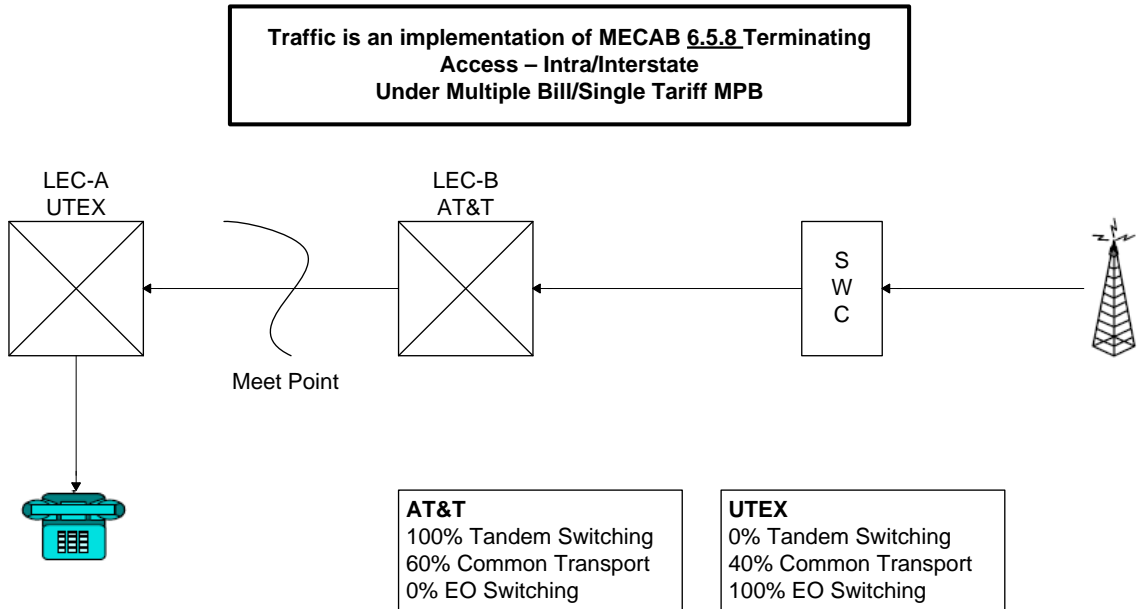 Traffic is an implementation of MECAB 6.5.8 Terminating
Access – Intra/Interstate
Under Multiple Bill/Single Tariff MPB
LEC-A
UTEX
LEC-B
AT&T
S
W
C
Meet Point
AT&T
100% Tandem Switching
60% Common Transport
0% EO Switching
UTEX
0% Tandem Switching
40% Common Transport
100% EO Switching